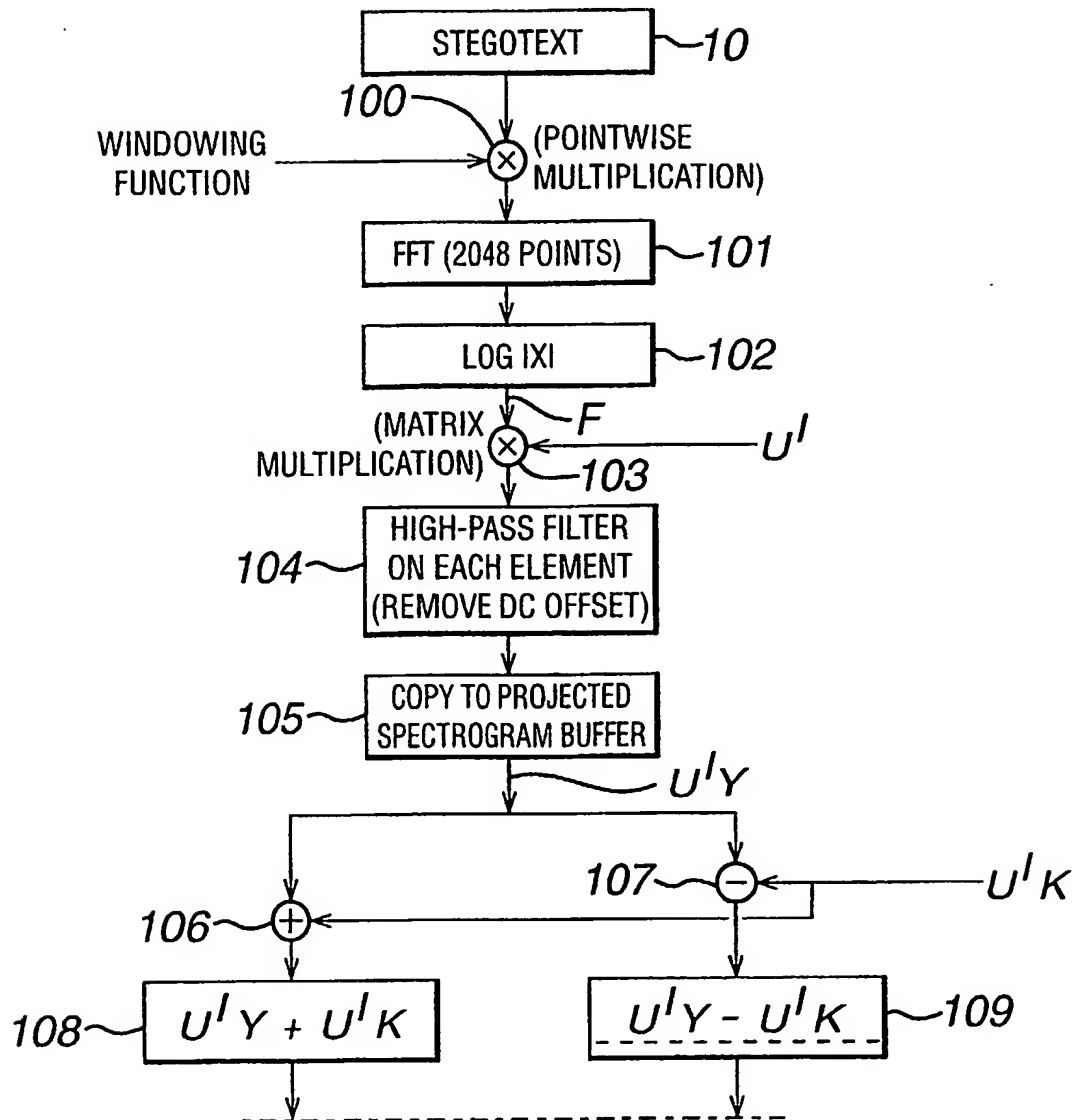 STEGOTEXT
10
100
WINDOWING
FUNCTION
(POINTWISE
MULTIPLICATION)
FFT (2048 POINTS)
101
LOG IXI
102
F
(MATRIX
MULTIPLICATION)
U^I
103
HIGH-PASS FILTER
ON EACH ELEMENT
(REMOVE DC OFFSET)
104
COPY TO PROJECTED
SPECTROGRAM BUFFER
105
U^I Y
107
−
U^I K
106
+
108
U^I Y + U^I K
U^I Y - U^I K
109